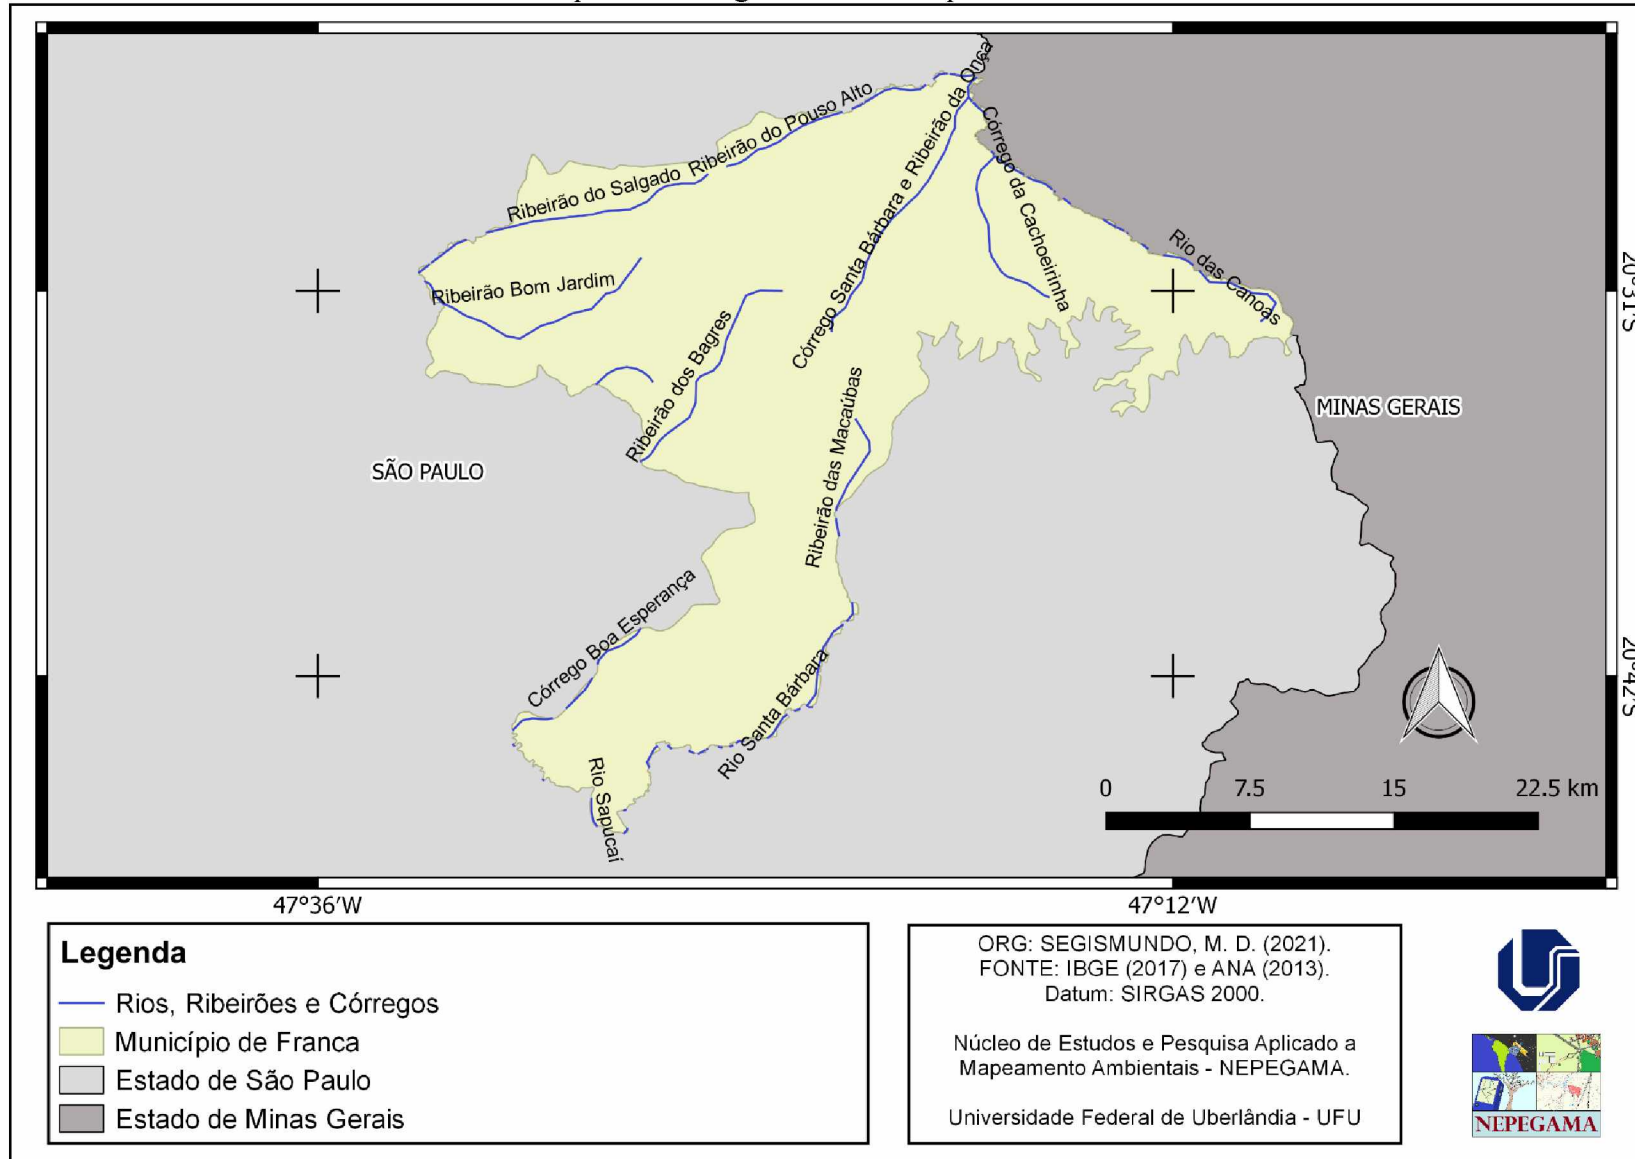 Ribeirão do Pouso Alto
Córrego Santa Bárbara e Ribeirão da Onça
Córrego da Cachoeirinha
Ribeirão do Salgado
Rio das Canoas
Ribeirão Bom Jardim
20°31'S
Ribeirão dos Bagres
Ribeirão das Macaúbas
MINAS GERAIS
SÃO PAULO
Córrego Boa Esperança
Rio Santa Bárbara
20°42'S
Rio Sapucaí
0 7.5 15 22.5 km
47°36'W 47°12'W
Legenda
Rios, Ribeirões e Córregos
Município de Franca
Estado de São Paulo
Estado de Minas Gerais
ORG: SEGISMUNDO, M. D. (2021).
FONTE: IBGE (2017) e ANA (2013).
Datum: SIRGAS 2000.
Núcleo de Estudos e Pesquisa Aplicado a
Mapeamento Ambientais - NEPEGAMA.
Universidade Federal de Uberlândia - UFU
NEPEGAMA